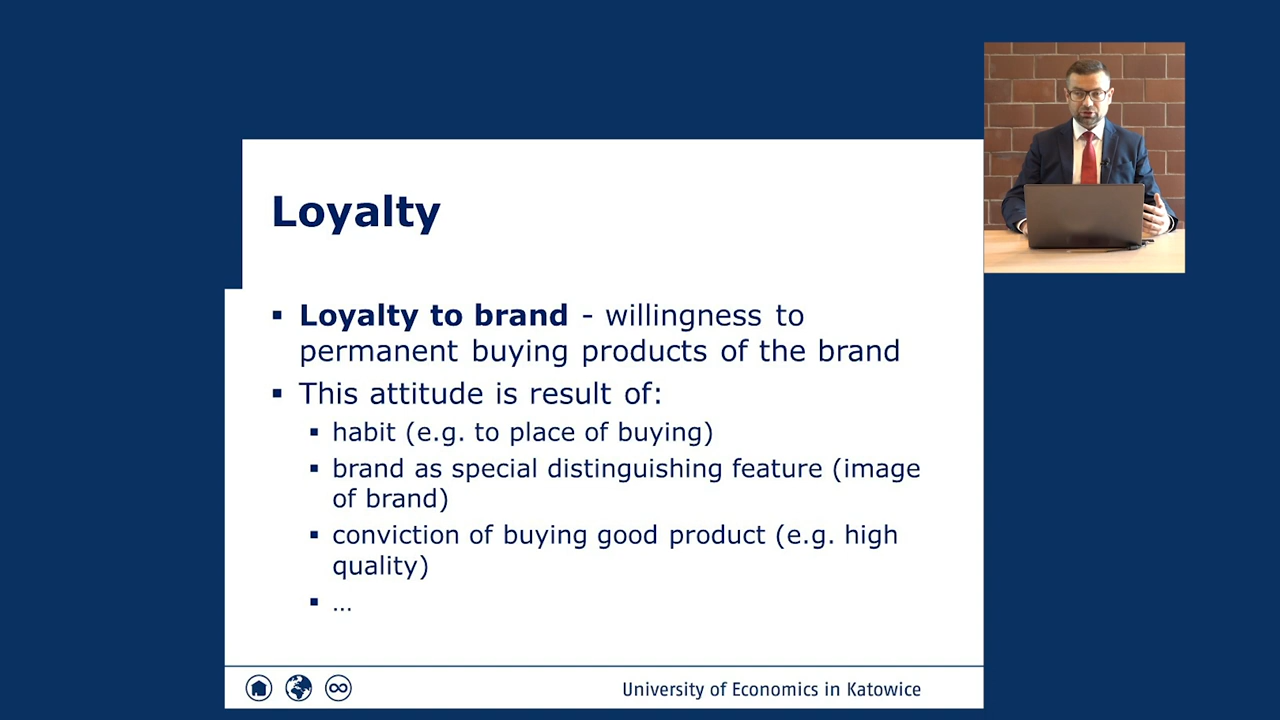 Loyalty
▪ Loyalty to brand - willingness to
permanent buying products of the brand
▪ This attitude is result of:
▪ habit (e.g. to place of buying)
▪ brand as special distinguishing feature (image
of brand)
▪ conviction of buying good product (e.g. high
quality)
▪ …
University of Economics in Katowice